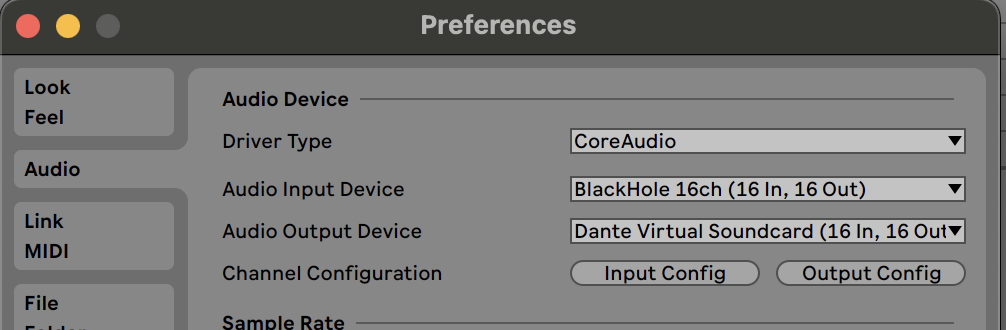 Preferences
Look
Feel
Audio
Link
MIDI
File
Audio Device
Driver Type CoreAudio
Audio Input Device BlackHole 16ch (16 In, 16 Out)
Audio Output Device Dante Virtual Soundcard (16 In, 16 Out
Channel Configuration Input Config Output Config
Sample Rate